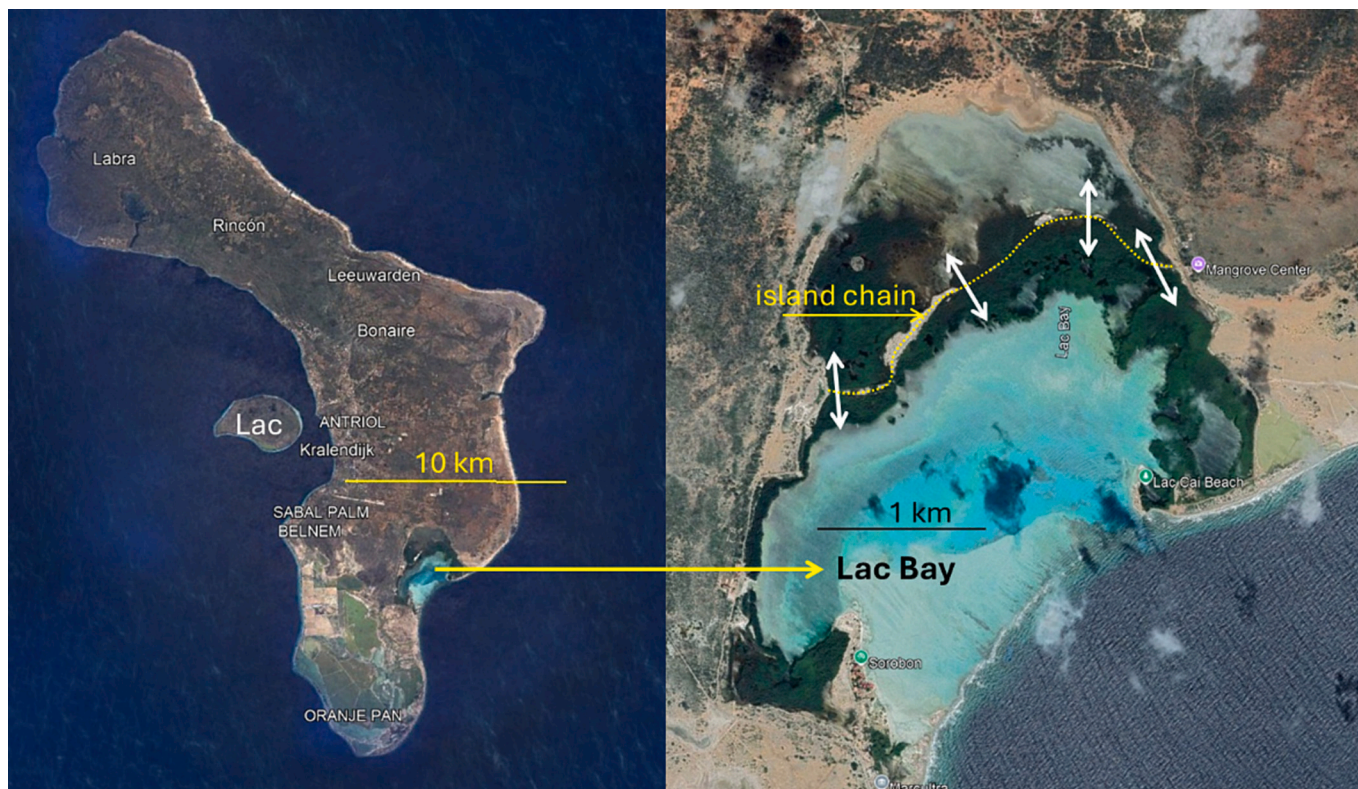 Labra
Rincón
Leeuwarden
Bonaire
Lac
ANTRIOL
Kralendijk
10 km
SABAL PALM
BELNEM
ORANJE PAN
Mangrove Center
island chain
Lac Bay
Lac Cai Beach
1 km
Lac Bay
Sorobon